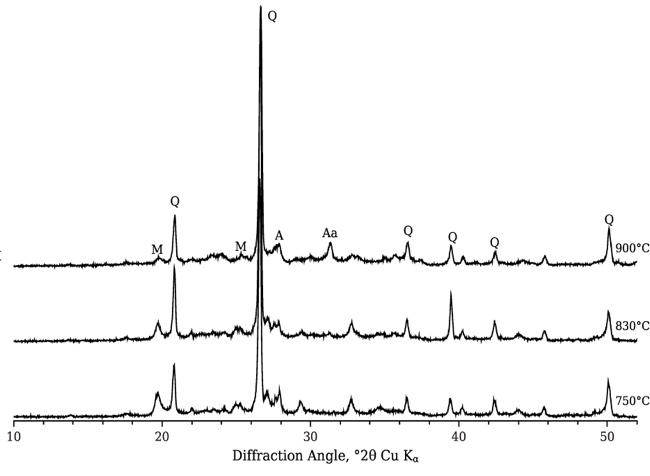 Q
Q
M
M
A
Aa
Q
Q
Q
Q
900°C
830°C
750°C
10 20 30 40 50
Diffraction Angle, °2θ Cu Kα